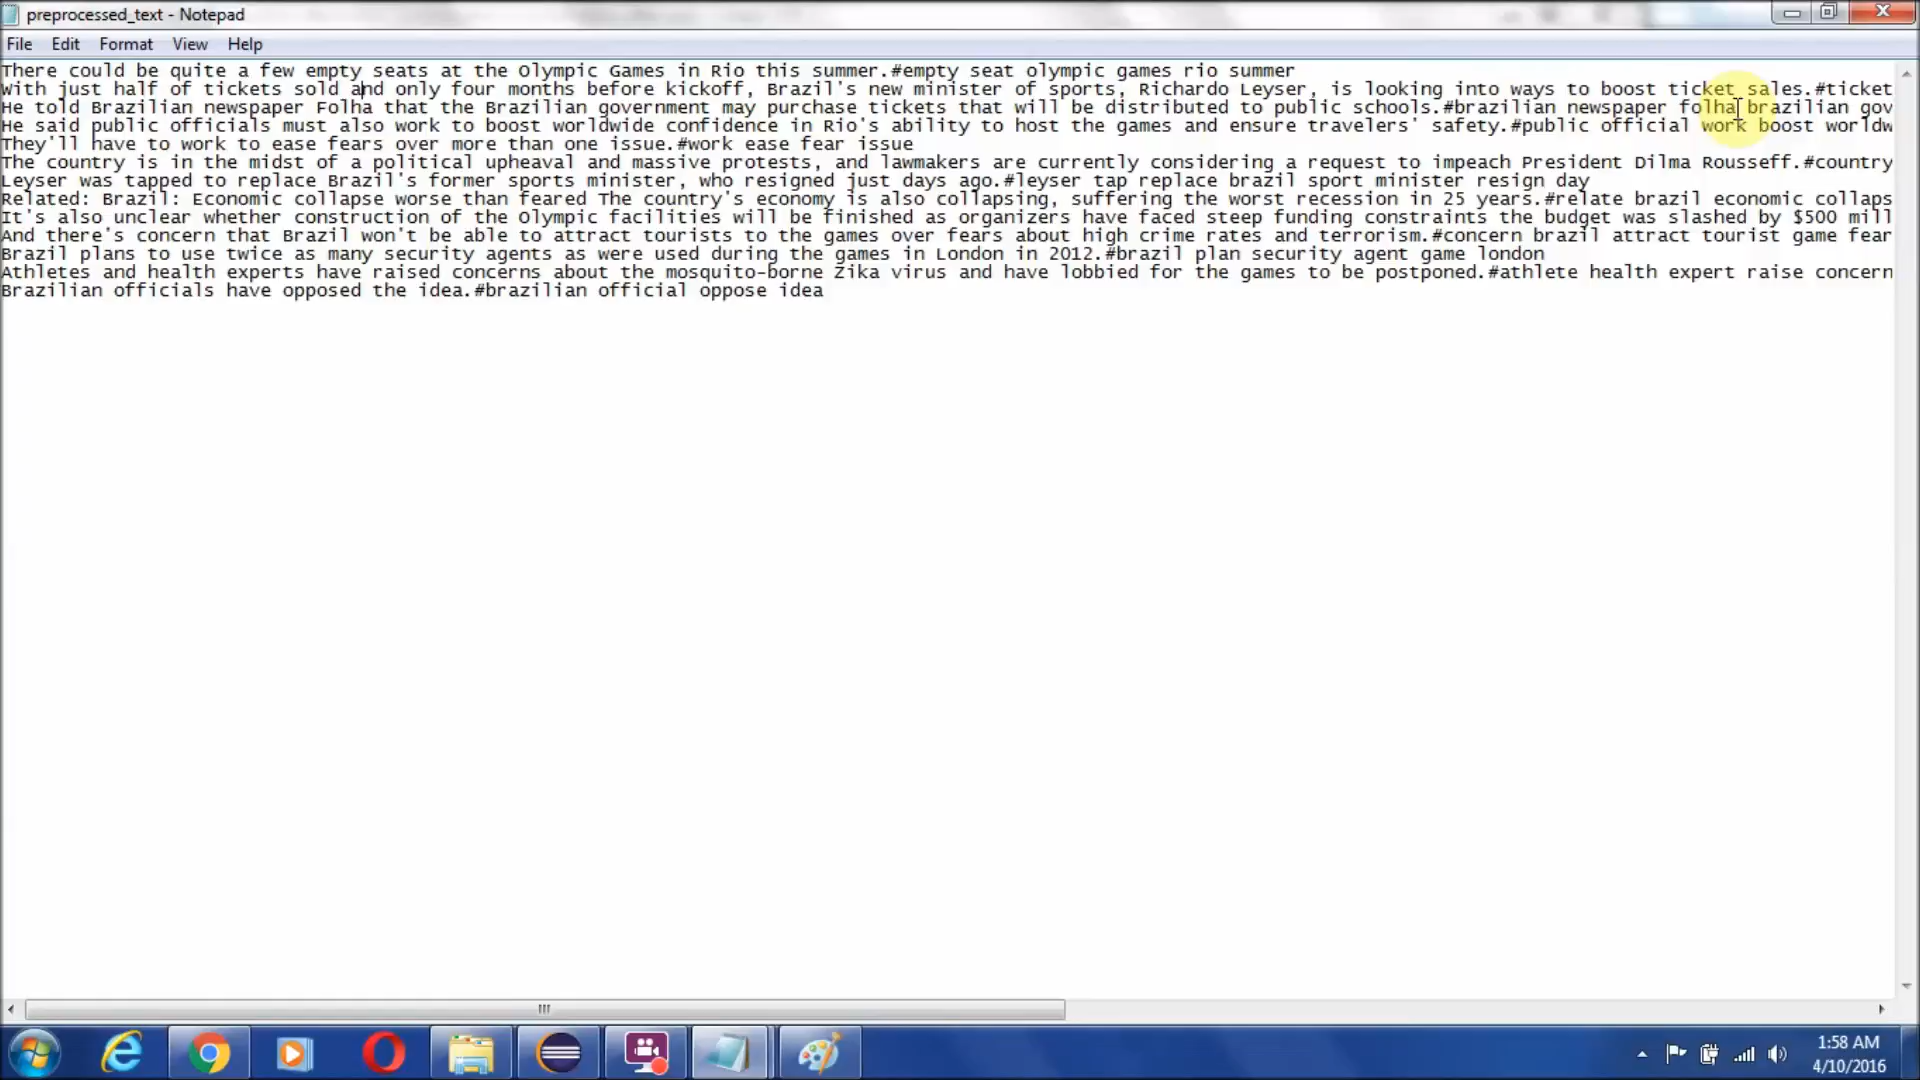 preprocessed_text - Notepad
File Edit Format View Help
There could be quite a few empty seats at the Olympic Games in Rio this summer.#empty seat olympic games rio summer
With just half of tickets sold and only four months before kickoff, Brazil's new minister of sports, Richardo Leyser, is looking into ways to boost ticket sales.#ticket
He told Brazilian newspaper Folha that the Brazilian government may purchase tickets that will be distributed to public schools.#brazilian newspaper folha brazilian gov
He said public officials must also work to boost worldwide confidence in Rio's ability to host the games and ensure travelers' safety.#public official work boost worldw
They'll have to work to ease fears over more than one issue.#work ease fear issue
The country is in the midst of a political upheaval and massive protests, and lawmakers are currently considering a request to impeach President Dilma Rousseff.#country
Leyser was tapped to replace Brazil's former sports minister, who resigned just days ago.#leyser tap replace brazil sport minister resign day
Related: Brazil: Economic collapse worse than feared The country's economy is also collapsing, suffering the worst recession in 25 years.#relate brazil economic collaps
It's also unclear whether construction of the Olympic facilities will be finished as organizers have faced steep funding constraints the budget was slashed by $500 mill
And there's concern that Brazil won't be able to attract tourists to the games over fears about high crime rates and terrorism.#concern brazil attract tourist game fear
Brazil plans to use twice as many security agents as were used during the games in London in 2012.#brazil plan security agent game london
Athletes and health experts have raised concerns about the mosquito-borne Zika virus and have lobbied for the games to be postponed.#athlete health expert raise concern
Brazilian officials have opposed the idea.#brazilian official oppose idea
1:58 AM
4/10/2016